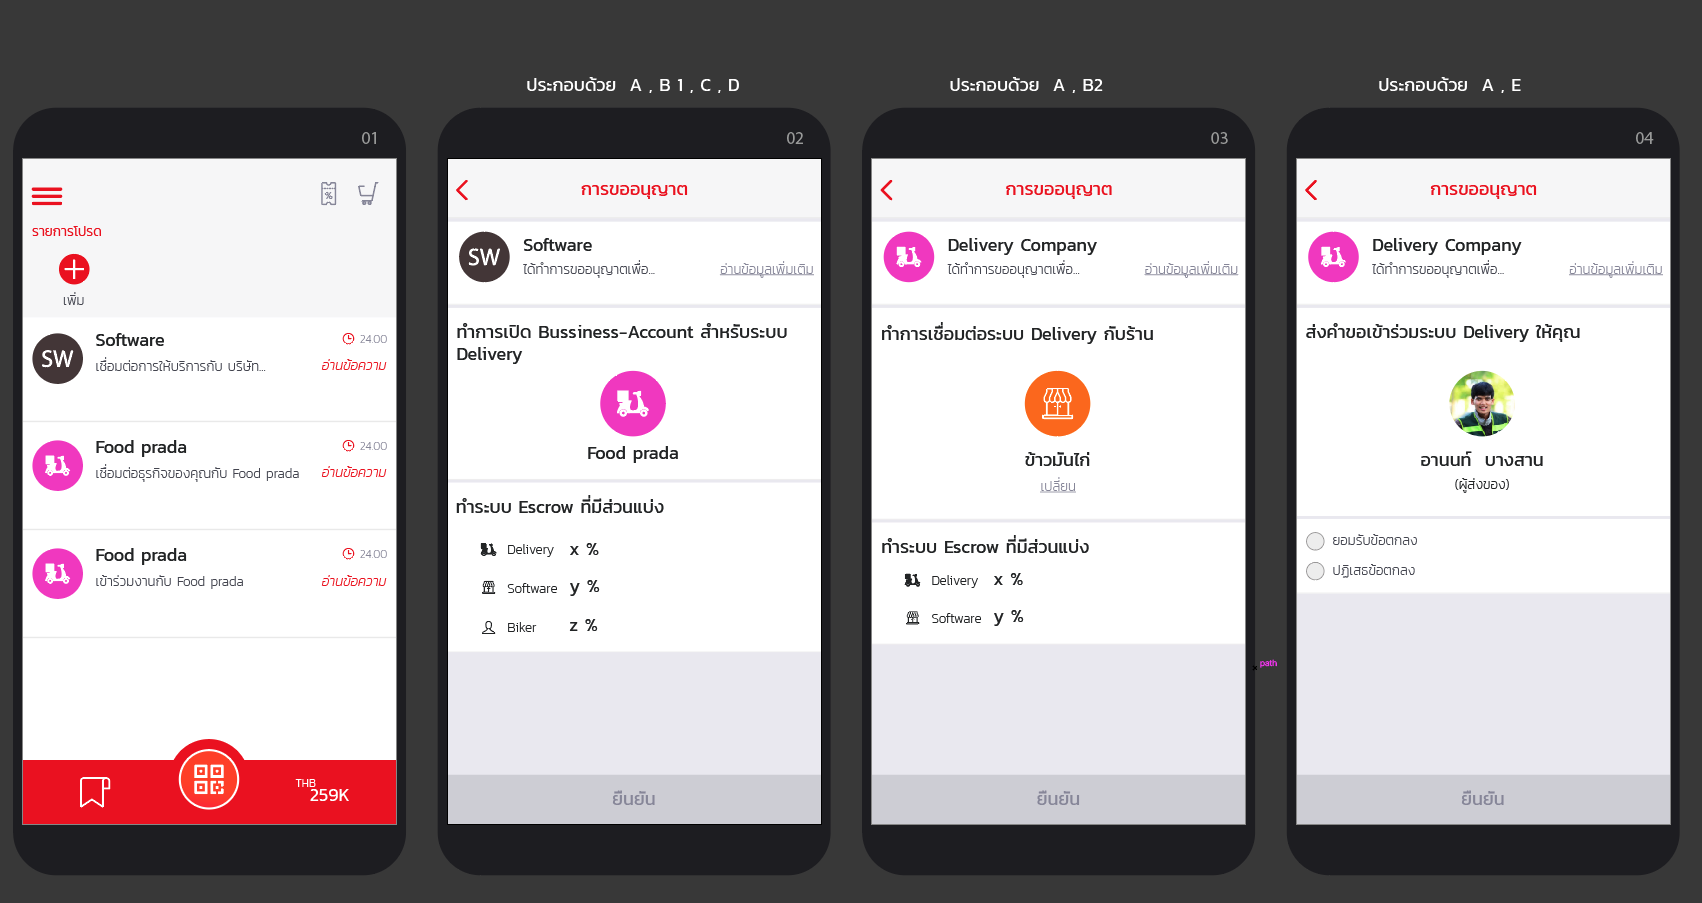 ประกอบด้วย A , B 1 , C , D
ประกอบด้วย A , B2
ประกอบด้วย A , E
01
%
รายการโปรด
เพิ่ม
SW
Software
24.00
เชื่อมต่อการให้บริการกับ บริษัท...
อ่านข้อความ
Food prada
24.00
เชื่อมต่อธุรกิจของคุณกับ Food prada
อ่านข้อความ
Food prada
24.00
เข้าร่วมงานกับ Food prada
อ่านข้อความ
THB
259K
02
การขออนุญาต
SW
Software
ได้ทำการขออนุญาตเพื่อ...
อ่านข้อมูลเพิ่มเติม
ทำการเปิด Bussiness-Account สำหรับระบบ
Delivery
Food prada
ทำระบบ Escrow ที่มีส่วนแบ่ง
Delivery x %
Software y %
Biker z %
ยืนยัน
03
การขออนุญาต
Delivery Company
ได้ทำการขออนุญาตเพื่อ...
อ่านข้อมูลเพิ่มเติม
ทำการเชื่อมต่อระบบ Delivery กับร้าน
ข้าวมันไก่
เปลี่ยน
ทำระบบ Escrow ที่มีส่วนแบ่ง
Delivery x %
Software y %
ยืนยัน
path
04
การขออนุญาต
Delivery Company
ได้ทำการขออนุญาตเพื่อ...
อ่านข้อมูลเพิ่มเติม
ส่งคำขอเข้าร่วมระบบ Delivery ให้คุณ
อานนท์ บางสาน
(ผู้ส่งของ)
ยอมรับข้อตกลง
ปฏิเสธข้อตกลง
ยืนยัน